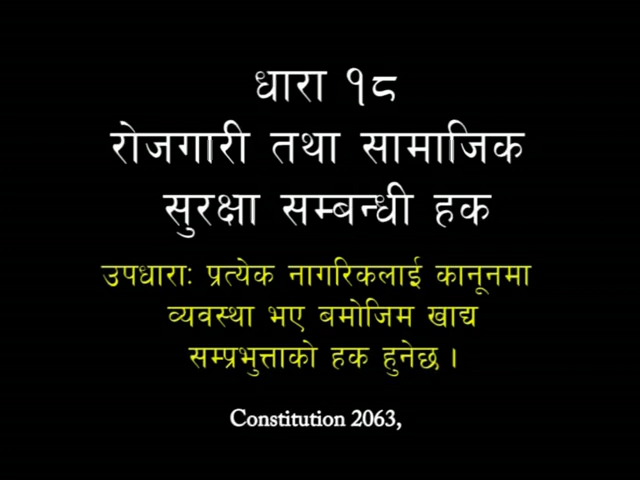 धारा १८
रोजगारी तथा सामाजिक
सुरक्षा सम्बन्धी हक
उपधाराः प्रत्येक नागरिकलाई कानूनमा
व्यवस्था भए बमोजिम खाद्य
सम्प्रभुत्ताको हक हुनेछ ।
Constitution 2063,